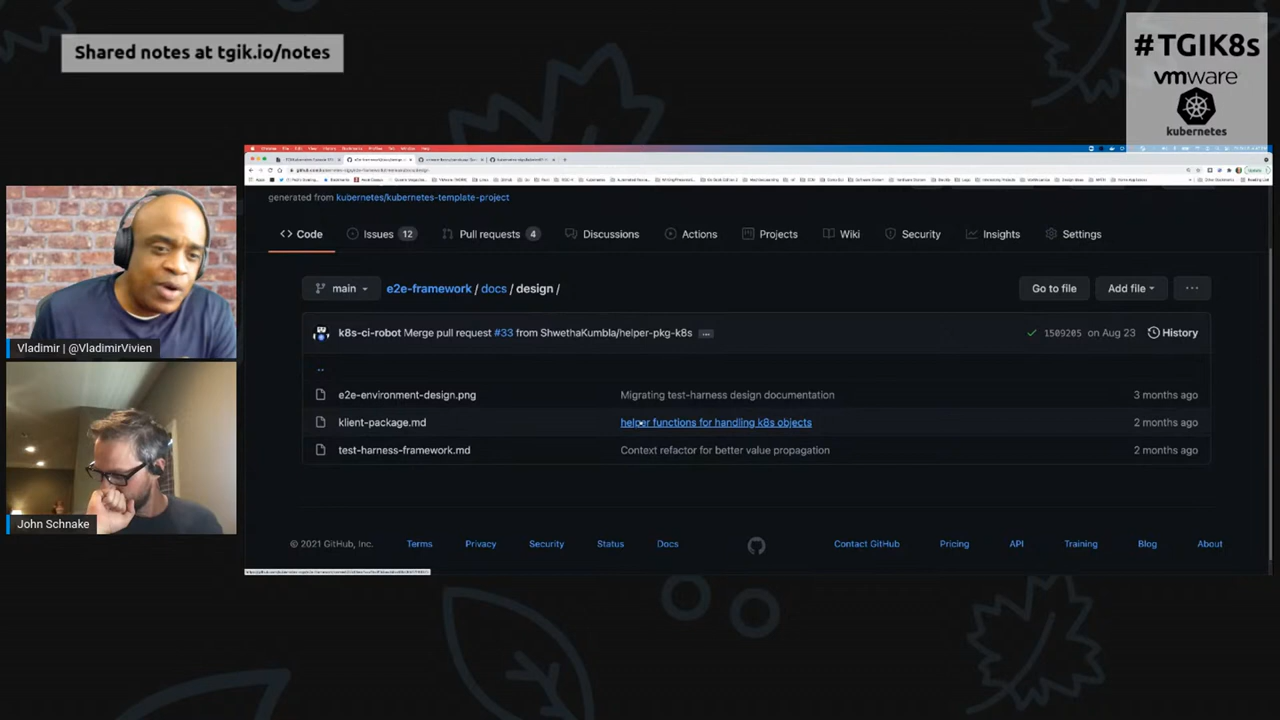 Shared notes at tgik.io/notes
#TGIK8s
vmware
kubernetes
generated from kubernetes/kubernetes-template-project
Code
Issues 12
Pull requests 4
Discussions
Actions
Projects
Wiki
Security
Insights
Settings
main
e2e-framework / docs / design /
Go to file
Add file
...
k8s-ci-robot Merge pull request #33 from ShwethaKumbla/helper-pkg-k8s ...
1509205 on Aug 23
History
..
e2e-environment-design.png Migrating test-harness design documentation 3 months ago
klient-package.md helper functions for handling k8s objects 2 months ago
test-harness-framework.md Context refactor for better value propagation 2 months ago
© 2021 GitHub, Inc. Terms Privacy Security Status Docs Contact GitHub Pricing API Training Blog About
Vladimir | @VladimirVivien
John Schnake